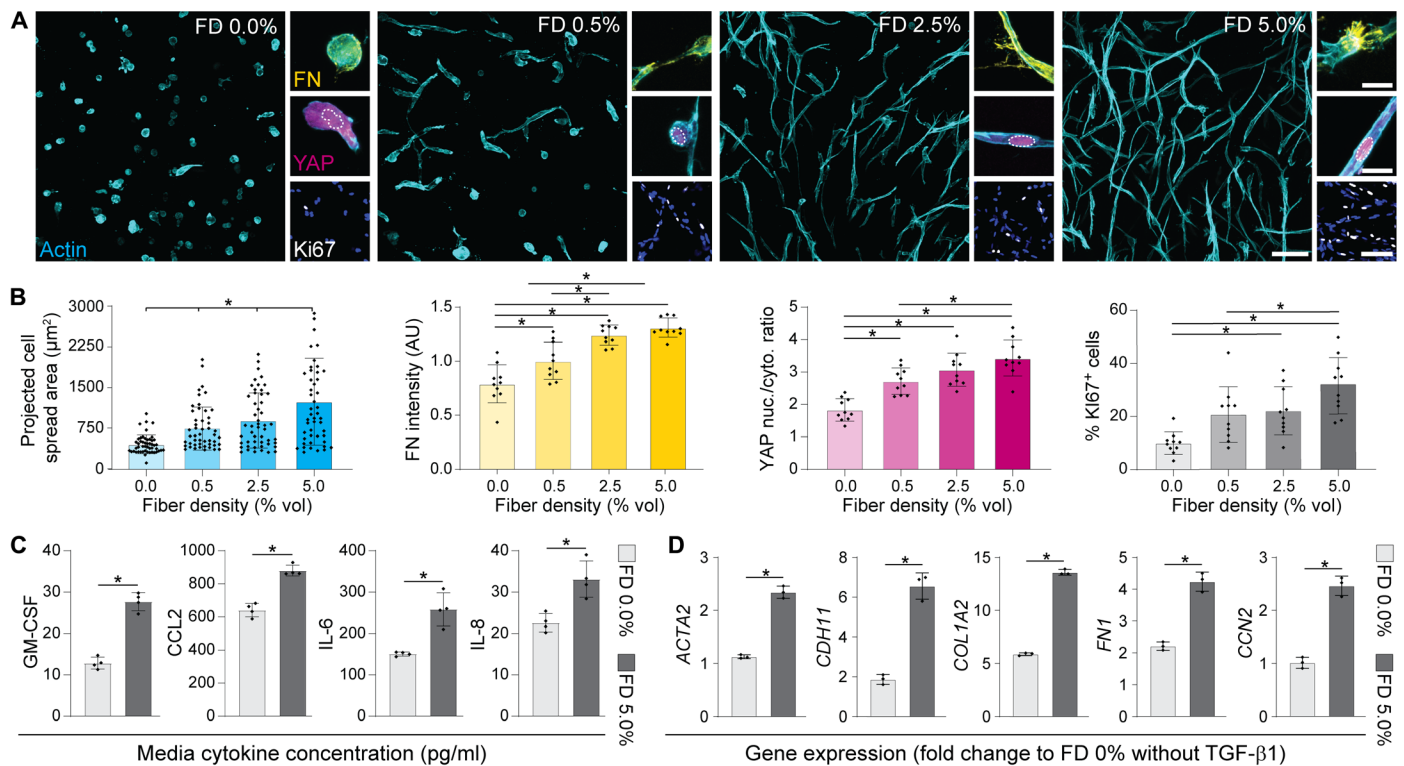 A
FD 0.0%
FN
YAP
Ki67
Actin
FD 0.5%
FD 2.5%
FD 5.0%
B
Projected cell
spread area (µm²)
3000
2250
1500
750
0
*
0.0 0.5 2.5 5.0
Fiber density (% vol)
FN intensity (AU)
1.5
1.0
0.5
0.0
*
*
*
*
*
0.0 0.5 2.5 5.0
Fiber density (% vol)
YAP nuc./cyto. ratio
5
4
3
2
1
0
*
*
*
*
0.0 0.5 2.5 5.0
Fiber density (% vol)
% KI67⁺ cells
60
40
20
0
*
*
*
0.0 0.5 2.5 5.0
Fiber density (% vol)
C
GM-CSF
40
30
20
10
0
*
CCL2
1000
800
600
400
200
0
*
IL-6
400
300
200
100
0
*
IL-8
40
30
20
10
0
*
FD 0.0%
FD 5.0%
Media cytokine concentration (pg/ml)
D
ACTA2
3
2
1
0
*
CDH11
8
6
4
2
0
*
COL1A2
15
10
5
0
*
FN1
5
4
3
2
1
0
*
CCN2
3
2
1
0
*
FD 0.0%
FD 5.0%
Gene expression (fold change to FD 0% without TGF-β1)